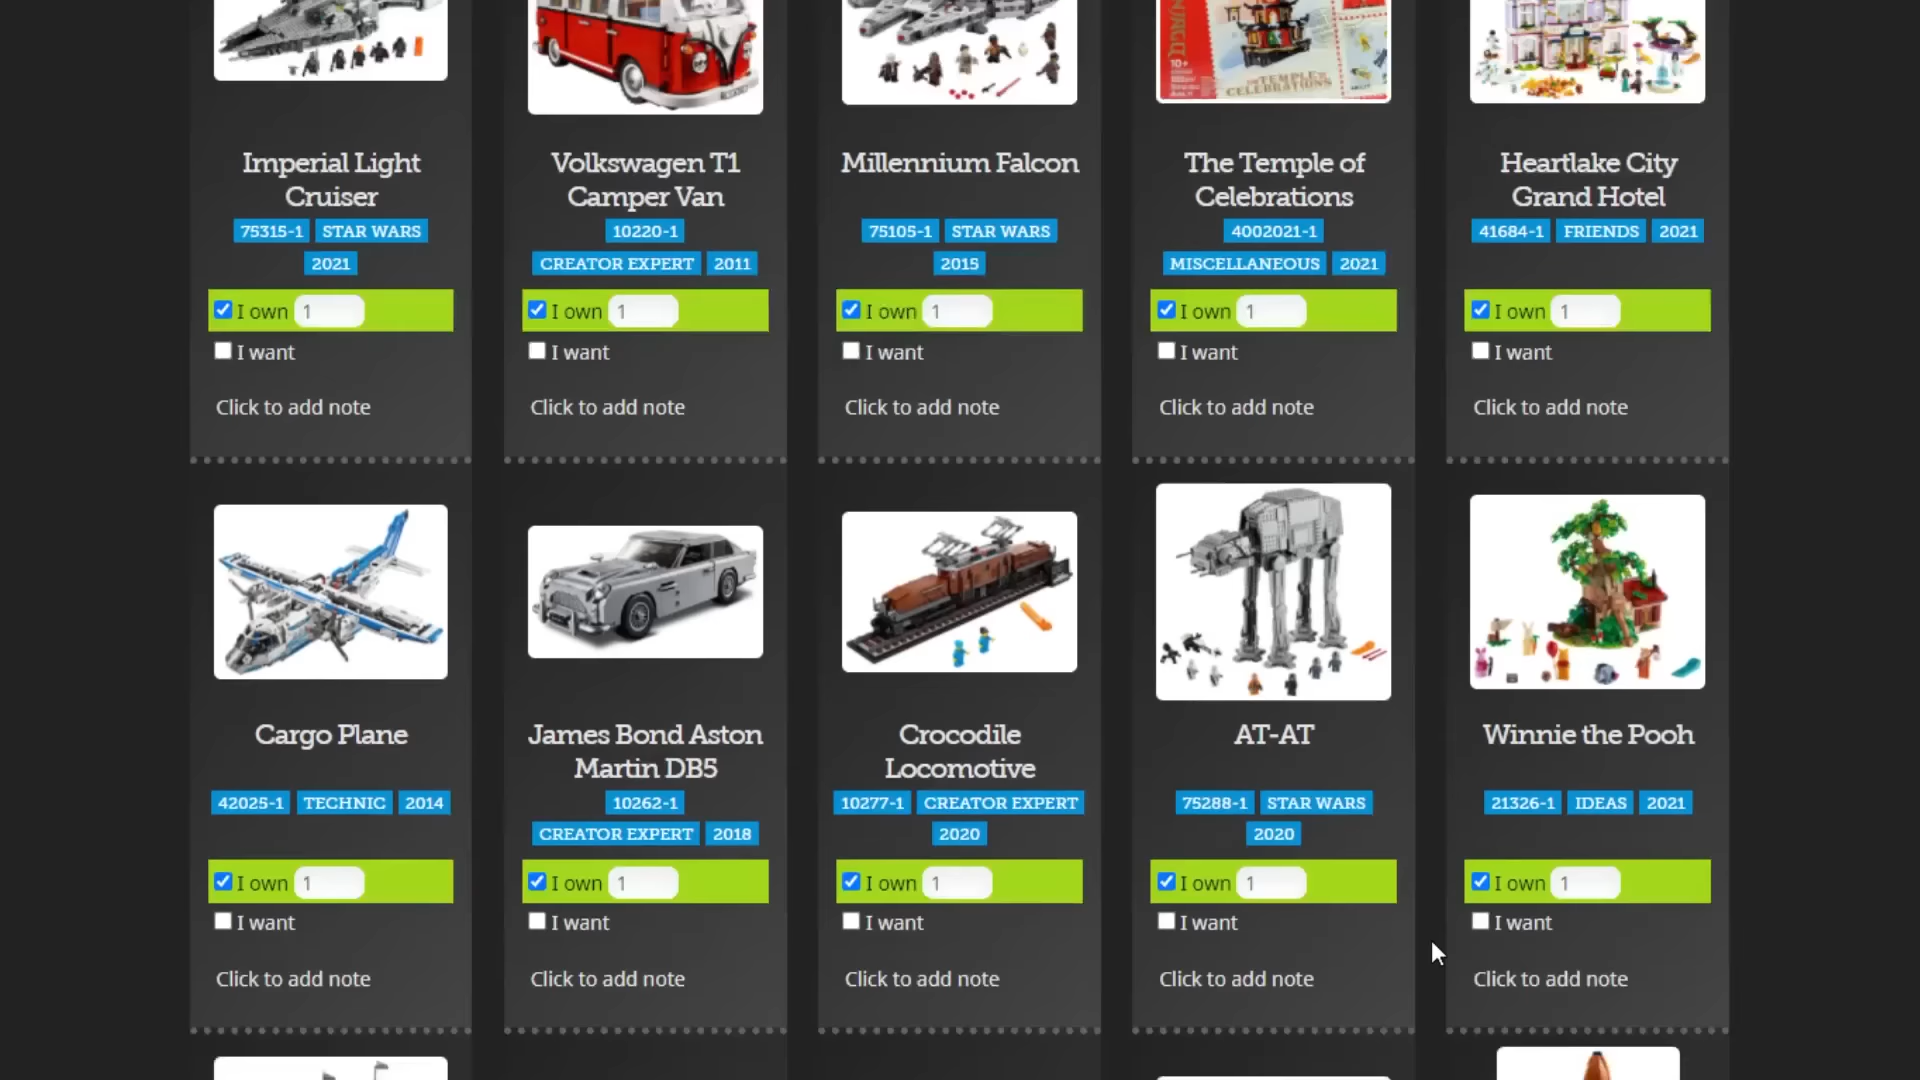 10+
THE TEMPLE OF
CELEBRATIONS
Imperial Light
Cruiser
75315-1 STAR WARS
2021
I own 1
I want
Click to add note
Volkswagen T1
Camper Van
10220-1
CREATOR EXPERT 2011
I own 1
I want
Click to add note
Millennium Falcon
75105-1 STAR WARS
2015
I own 1
I want
Click to add note
The Temple of
Celebrations
4002021-1
MISCELLANEOUS 2021
I own 1
I want
Click to add note
Heartlake City
Grand Hotel
41684-1 FRIENDS 2021
I own 1
I want
Click to add note
Cargo Plane
42025-1 TECHNIC 2014
I own 1
I want
Click to add note
James Bond Aston
Martin DB5
10262-1
CREATOR EXPERT 2018
I own 1
I want
Click to add note
Crocodile
Locomotive
10277-1 CREATOR EXPERT
2020
I own 1
I want
Click to add note
AT-AT
75288-1 STAR WARS
2020
I own 1
I want
Click to add note
Winnie the Pooh
21326-1 IDEAS 2021
I own 1
I want
Click to add note